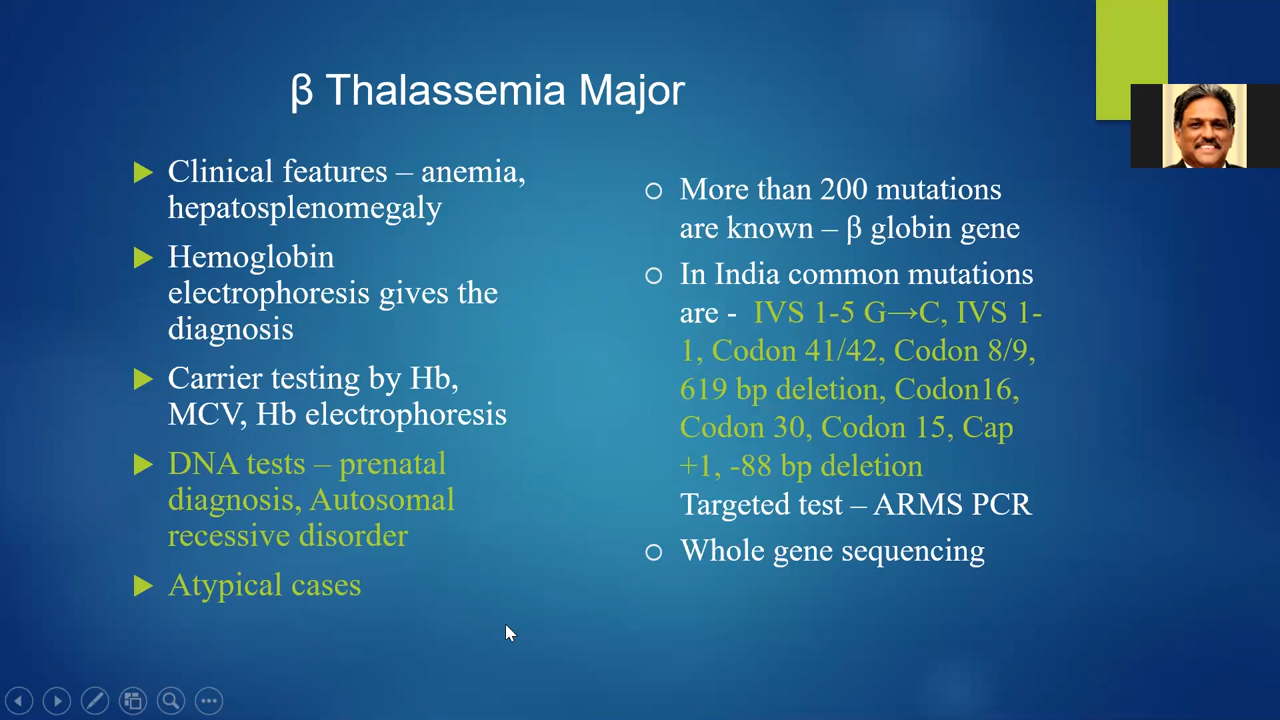 β Thalassemia Major
Clinical features – anemia,
hepatosplenomegaly
Hemoglobin
electrophoresis gives the
diagnosis
Carrier testing by Hb,
MCV, Hb electrophoresis
DNA tests – prenatal
diagnosis, Autosomal
recessive disorder
Atypical cases
More than 200 mutations
are known – β globin gene
In India common mutations
are - IVS 1-5 G→C, IVS 1-
1, Codon 41/42, Codon 8/9,
619 bp deletion, Codon16,
Codon 30, Codon 15, Cap
+1, -88 bp deletion
Targeted test – ARMS PCR
Whole gene sequencing